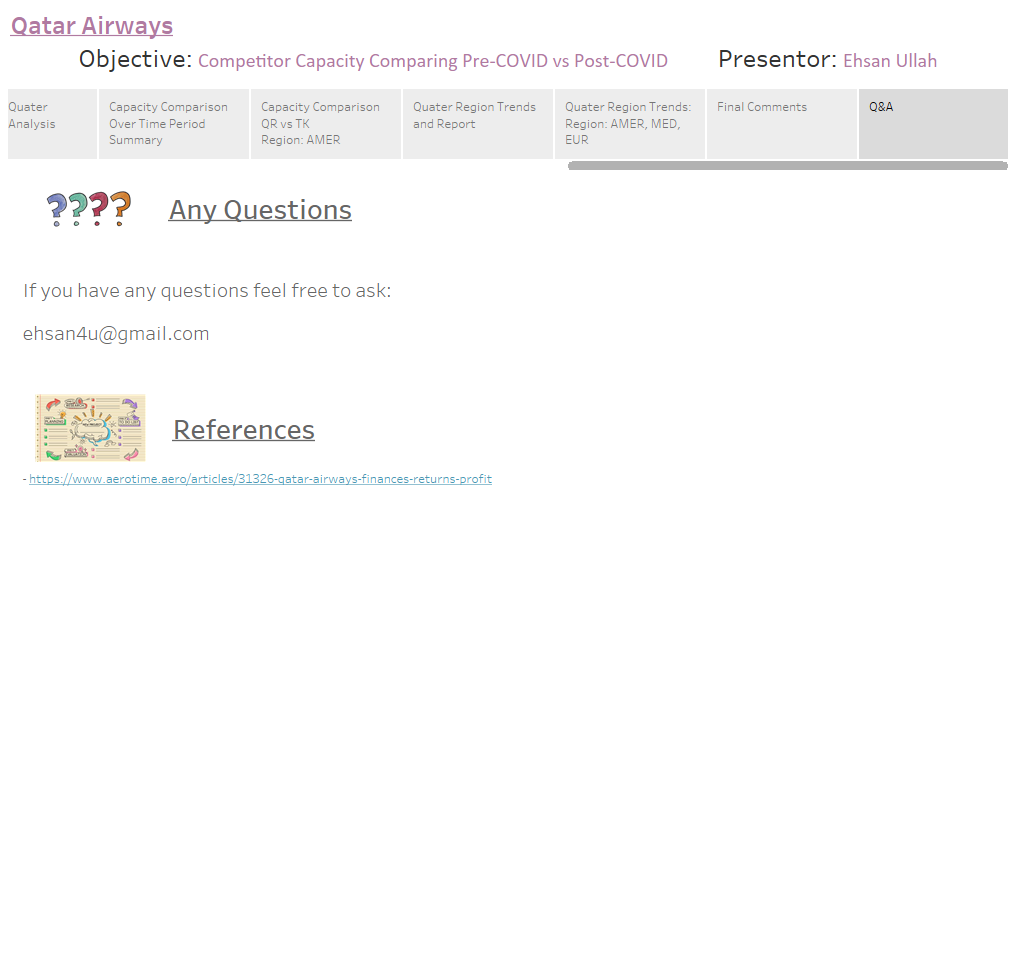 Qatar Airways
Objective: Competitor Capacity Comparing Pre-COVID vs Post-COVID
Presentor: Ehsan Ullah
Quater
Analysis
Capacity Comparison
Over Time Period
Summary
Capacity Comparison
QR vs TK
Region: AMER
Quater Region Trends
and Report
Quater Region Trends:
Region: AMER, MED,
EUR
Final Comments
Q&A
????
Any Questions
If you have any questions feel free to ask:
ehsan4u@gmail.com
References
- https://www.aerotime.aero/articles/31326-qatar-airways-finances-returns-profit